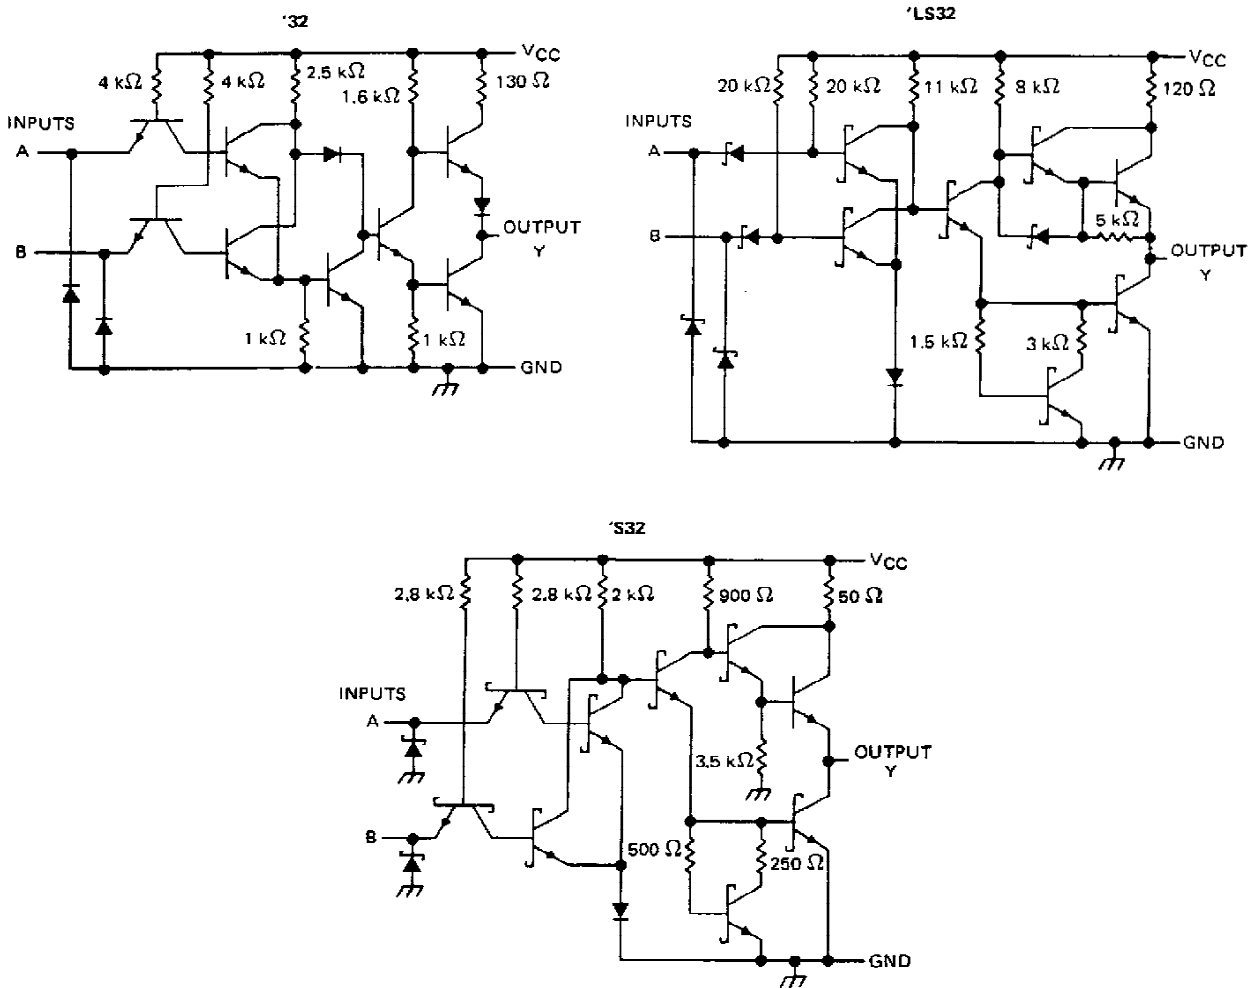 '32
VCC
4 kΩ 4 kΩ 2.5 kΩ 1.6 kΩ 130 Ω
INPUTS
A
B
OUTPUT
Y
1 kΩ 1 kΩ
GND
'LS32
VCC
20 kΩ 20 kΩ 11 kΩ 8 kΩ 120 Ω
INPUTS
A
B
5 kΩ
OUTPUT
Y
1.5 kΩ 3 kΩ
GND
'S32
VCC
2.8 kΩ 2.8 kΩ 2 kΩ 900 Ω 50 Ω
INPUTS
A
3.5 kΩ
OUTPUT
Y
B
500 Ω 250 Ω
GND